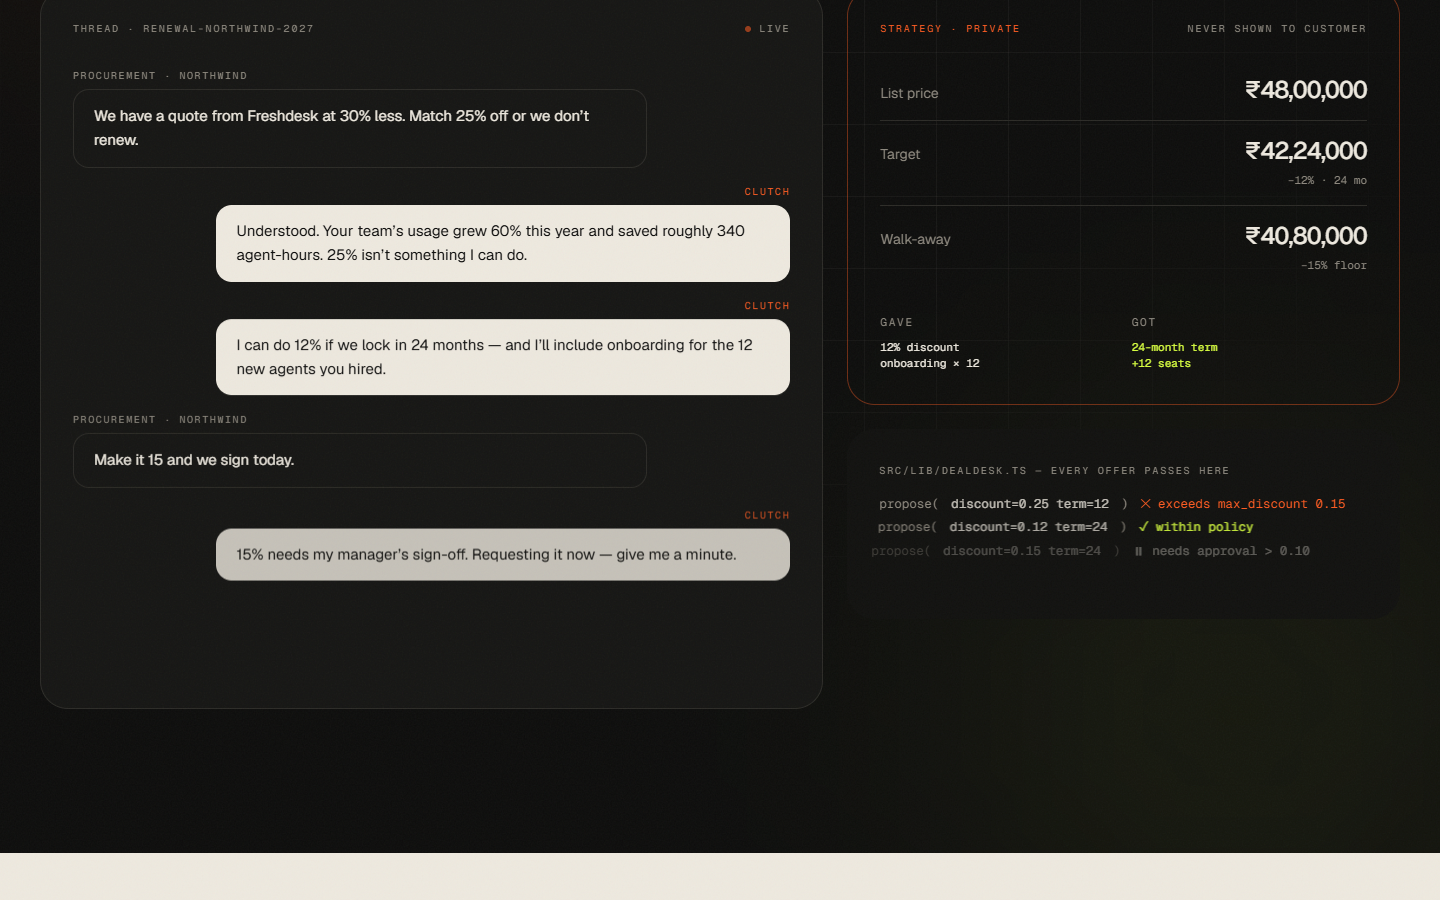 THREAD · RENEWAL-NORTHWIND-2027
● LIVE
PROCUREMENT · NORTHWIND
We have a quote from Freshdesk at 30% less. Match 25% off or we don’t
renew.
CLUTCH
Understood. Your team’s usage grew 60% this year and saved roughly 340
agent-hours. 25% isn’t something I can do.
CLUTCH
I can do 12% if we lock in 24 months — and I’ll include onboarding for the 12
new agents you hired.
PROCUREMENT · NORTHWIND
Make it 15 and we sign today.
CLUTCH
15% needs my manager’s sign-off. Requesting it now — give me a minute.
STRATEGY · PRIVATE
NEVER SHOWN TO CUSTOMER
List price
₹48,00,000
Target
₹42,24,000
−12% · 24 mo
Walk-away
₹40,80,000
−15% floor
GAVE
12% discount
onboarding × 12
GOT
24-month term
+12 seats
SRC/LIB/DEALDESK.TS — EVERY OFFER PASSES HERE
propose( discount=0.25 term=12 ) ✕ exceeds max_discount 0.15
propose( discount=0.12 term=24 ) ✓ within policy
propose( discount=0.15 term=24 ) ⏸ needs approval > 0.10